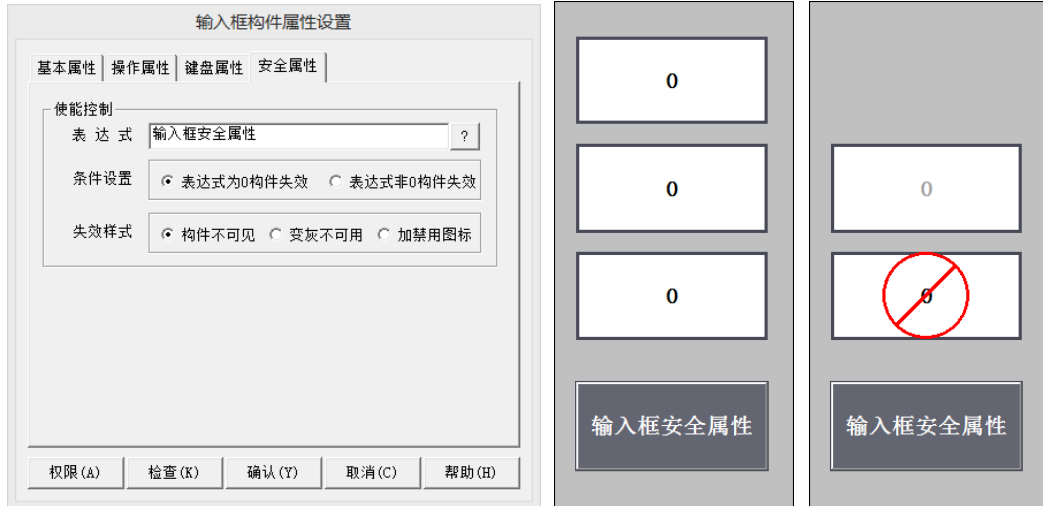 输入框构件属性设置
基本属性 操作属性 键盘属性 安全属性
使能控制
表 达 式 输入框安全属性 ?
条件设置 表达式为0构件失效 表达式非0构件失效
失效样式 构件不可见 变灰不可用 加禁用图标
权限(A) 检查(K) 确认(Y) 取消(C) 帮助(H)
0
0
0
输入框安全属性
0
0
输入框安全属性